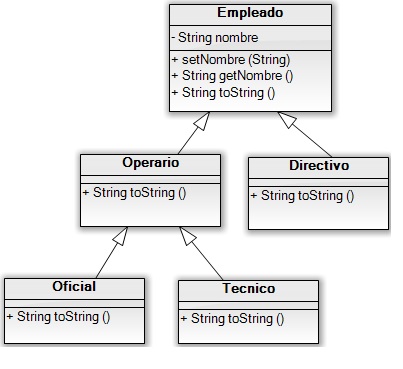 Empleado
- String nombre
+ setNombre (String)
+ String getNombre ()
+ String toString ()
Operario
+ String toString ()
Directivo
+ String toString ()
Oficial
+ String toString ()
Tecnico
+ String toString ()